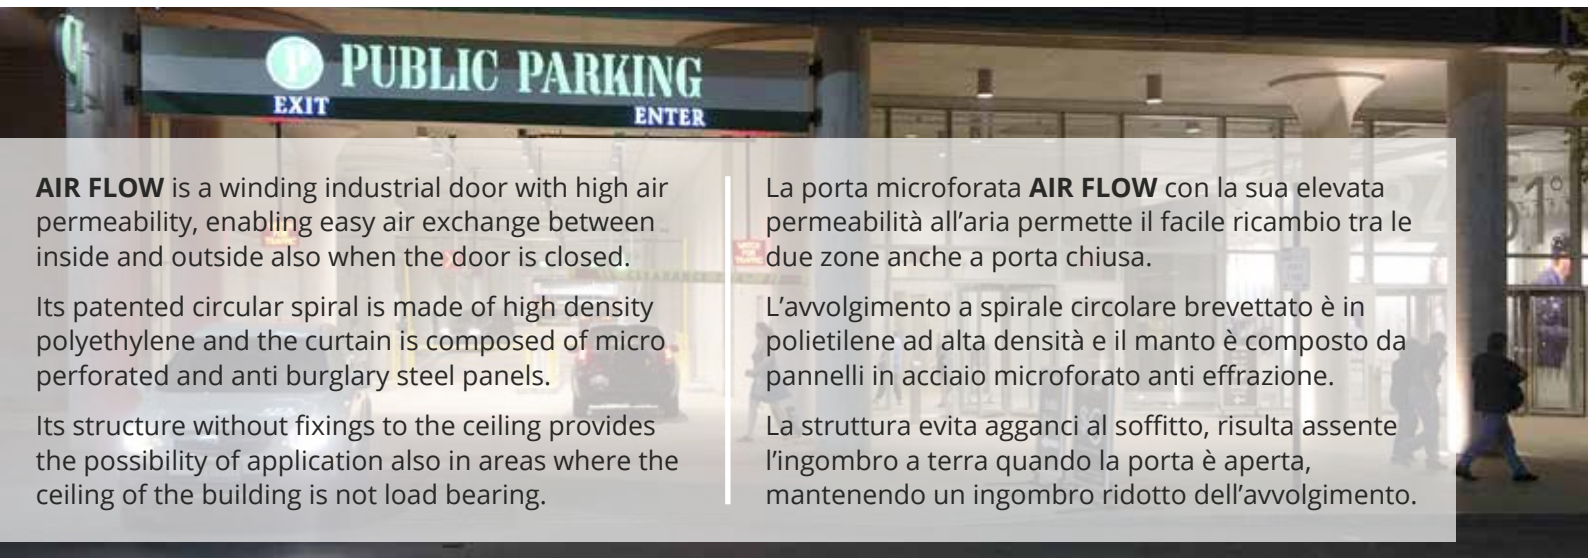 PUBLIC PARKING
EXIT
ENTER
AIR FLOW is a winding industrial door with high air
permeability, enabling easy air exchange between
inside and outside also when the door is closed.
Its patented circular spiral is made of high density
polyethylene and the curtain is composed of micro
perforated and anti burglary steel panels.
Its structure without fixings to the ceiling provides
the possibility of application also in areas where the
ceiling of the building is not load bearing.
La porta microforata AIR FLOW con la sua elevata
permeabilità all’aria permette il facile ricambio tra le
due zone anche a porta chiusa.
L’avvolgimento a spirale circolare brevettato è in
polietilene ad alta densità e il manto è composto da
pannelli in acciaio microforato anti effrazione.
La struttura evita agganci al soffitto, risulta assente
l’ingombro a terra quando la porta è aperta,
mantenendo un ingombro ridotto dell’avvolgimento.